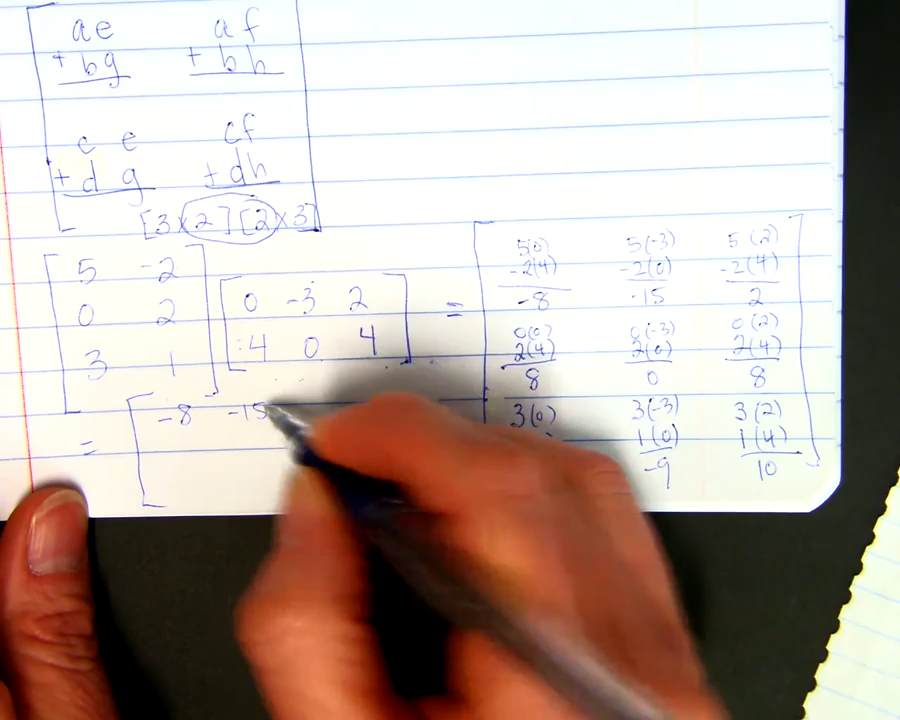 ae af
+ bg + bh
c e cf
+ d g + dh
[3×2][2×3]
5 -2
0 2
3 1
0 -3 2
4 0 4
=
5(0) 5(-3) 5(2)
-2(4) -2(0) -2(4)
-8 -15 2
0(0) 0(-3) 0(2)
2(4) 2(0) 2(4)
8 0 8
3(0) 3(-3) 3(2)
1(0) 1(4)
-9 10
= -8 -15